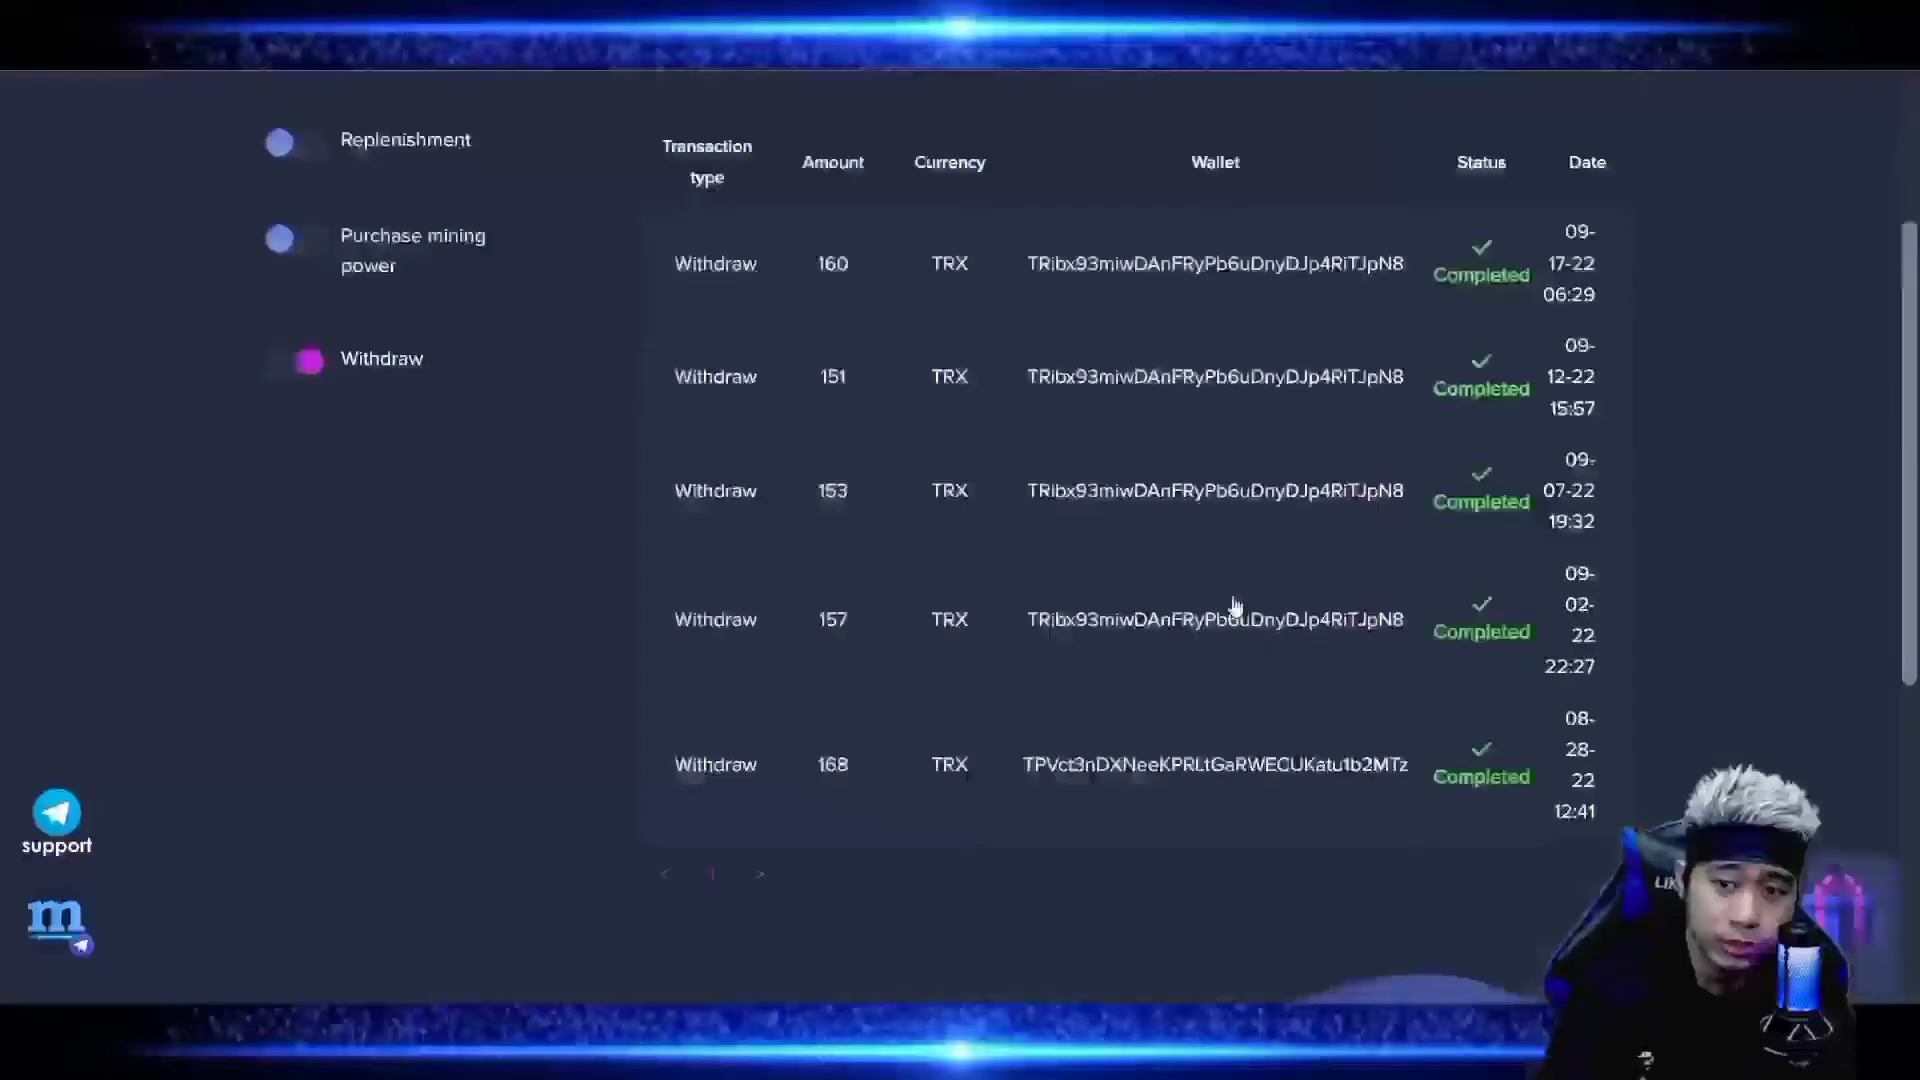 Replenishment
Purchase mining
power
Withdraw
Transaction
type
Amount
Currency
Wallet
Status
Date
Withdraw 160 TRX TRibx93miwDAnFRyPb6uDnyDJp4RiTJpN8 Completed 09-
17-22
06:29
Withdraw 151 TRX TRibx93miwDAnFRyPb6uDnyDJp4RiTJpN8 Completed 09-
12-22
15:57
Withdraw 153 TRX TRibx93miwDAnFRyPb6uDnyDJp4RiTJpN8 Completed 09-
07-22
19:32
Withdraw 157 TRX TRibx93miwDAnFRyPb6uDnyDJp4RiTJpN8 Completed 09-
02-
22
22:27
Withdraw 168 TRX TPVct3nDXNeeKPRLtGaRWECUKatu1b2MTz Completed 08-
28-
22
12:41
< 1 >
support
m